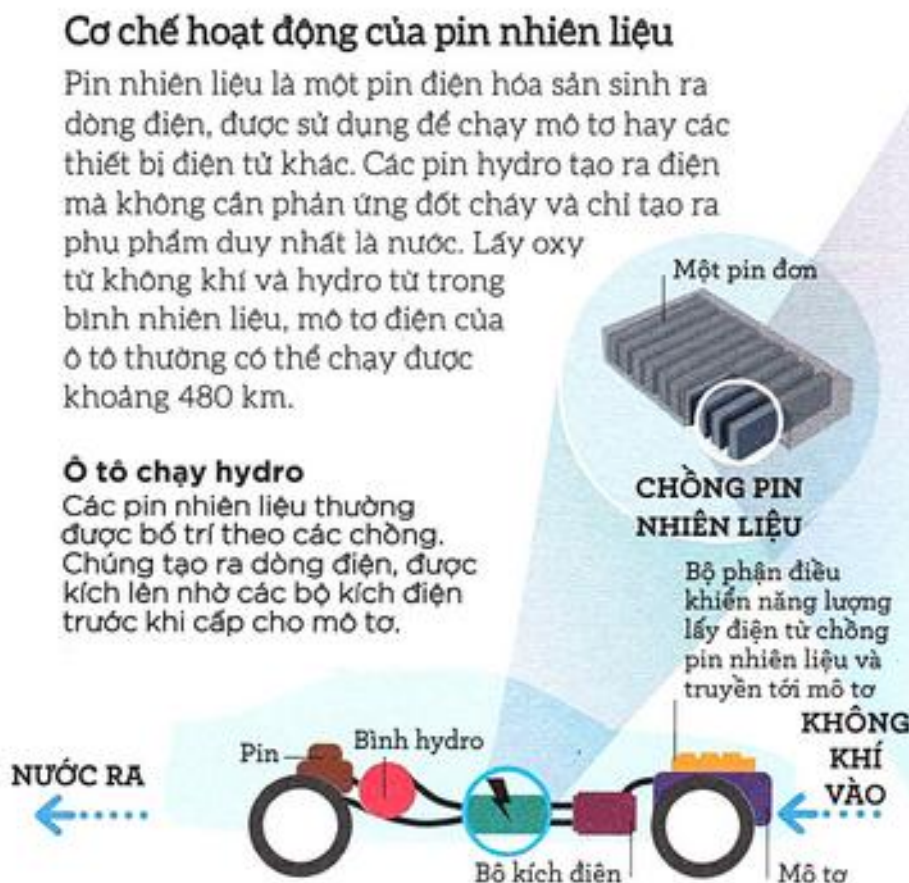 Cơ chế hoạt động của pin nhiên liệu
Pin nhiên liệu là một pin điện hóa sản sinh ra
dòng điện, được sử dụng để chạy mô tơ hay các
thiết bị điện tử khác. Các pin hydro tạo ra điện
mà không cần phản ứng đốt cháy và chỉ tạo ra
phụ phẩm duy nhất là nước. Lấy oxy
từ không khí và hydro từ trong
bình nhiên liệu, mô tơ điện của
ô tô thường có thể chạy được
khoảng 480 km.
Một pin đơn
CHỒNG PIN
NHIÊN LIỆU
Ô tô chạy hydro
Các pin nhiên liệu thường
được bố trí theo các chồng.
Chúng tạo ra dòng điện, được
kích lên nhờ các bộ kích điện
trước khi cấp cho mô tơ.
Bộ phận điều
khiển năng lượng
lấy điện từ chồng
pin nhiên liệu và
truyền tới mô tơ
KHÔNG
KHÍ
VÀO
Pin
Bình hydro
NƯỚC RA
Bộ kích điện
Mô tơ